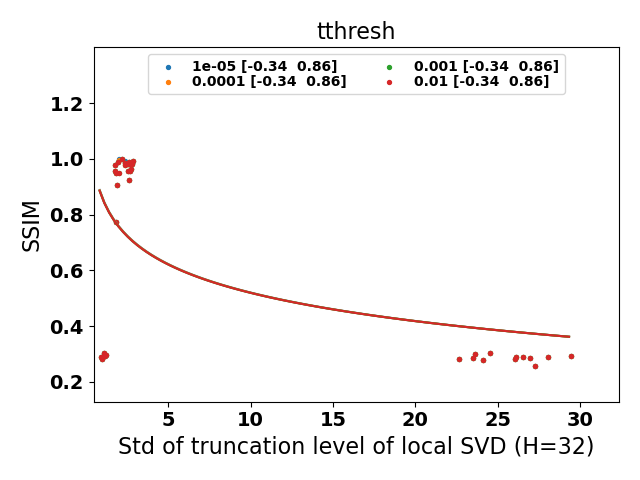 tthresh
1e-05 [-0.34  0.86]
0.0001 [-0.34  0.86]
0.001 [-0.34  0.86]
0.01 [-0.34  0.86]
SSIM
1.2
1.0
0.8
0.6
0.4
0.2
5 10 15 20 25 30
Std of truncation level of local SVD (H=32)